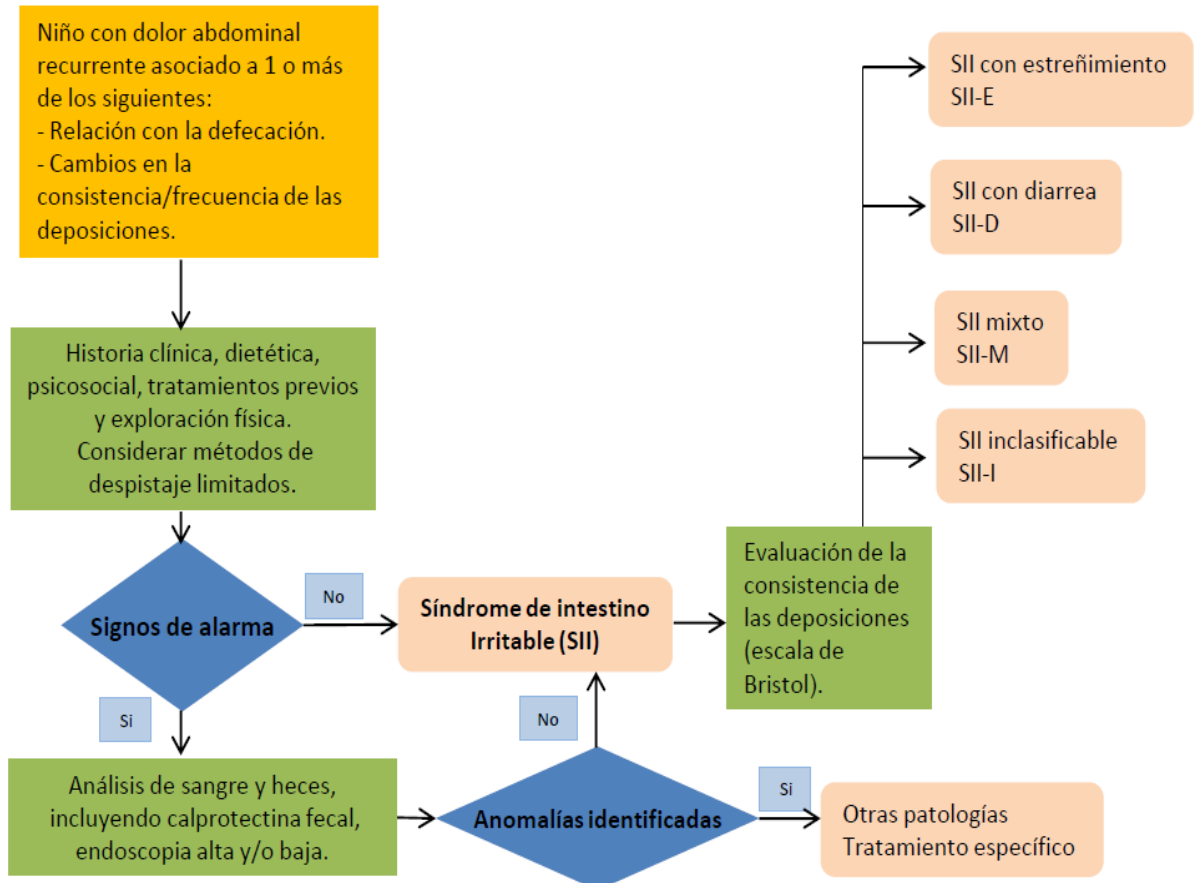 Niño con dolor abdominal
recurrente asociado a 1 o más
de los siguientes:
- Relación con la defecación.
- Cambios en la
consistencia/frecuencia de las
deposiciones.
Historia clínica, dietética,
psicosocial, tratamientos previos
y exploración física.
Considerar métodos de
despistaje limitados.
Signos de alarma
No
Si
Análisis de sangre y heces,
incluyendo calprotectina fecal,
endoscopia alta y/o baja.
Anomalías identificadas
No
Si
Otras patologías
Tratamiento específico
Síndrome de intestino
Irritable (SII)
Evaluación de la
consistencia de
las deposiciones
(escala de
Bristol).
SII con estreñimiento
SII-E
SII con diarrea
SII-D
SII mixto
SII-M
SII inclasificable
SII-I